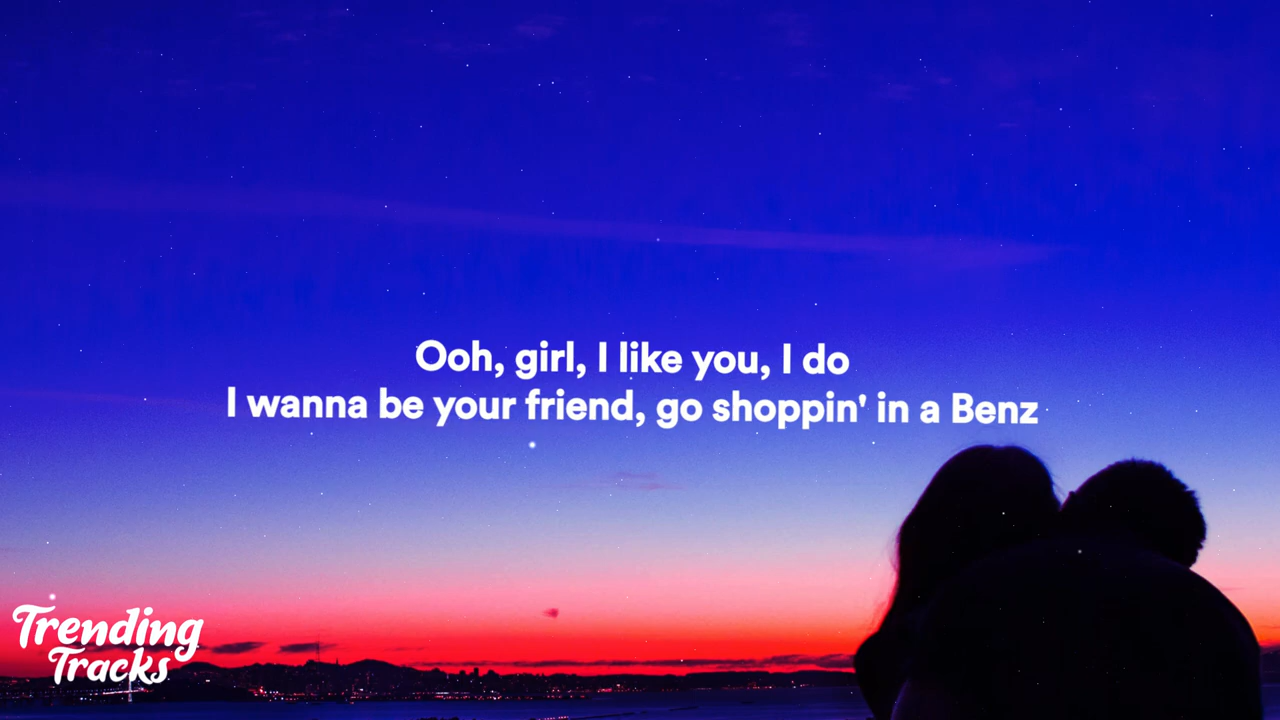 Ooh, girl, I like you, I do
I wanna be your friend, go shoppin' in a Benz
Trending
Tracks